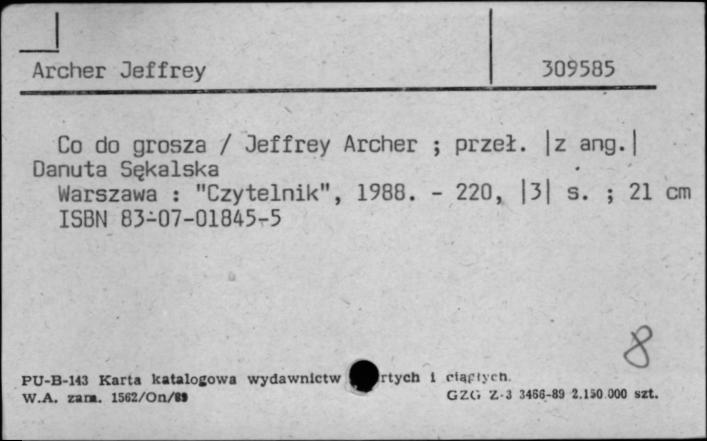 Archer Jeffrey 309585
Co do grosza / Jeffrey Archer ; przeł. |z ang.|
Danuta Sękalska
Warszawa : "Czytelnik", 1988. - 220, |3| s. ; 21 cm
ISBN 83-07-01845-5
8
PU-B-143 Karta katalogowa wydawnictw rtych i ciągłych.
W.A. zam. 1562/On/89 GZG Z-3 3466-89 2.150.000 szt.